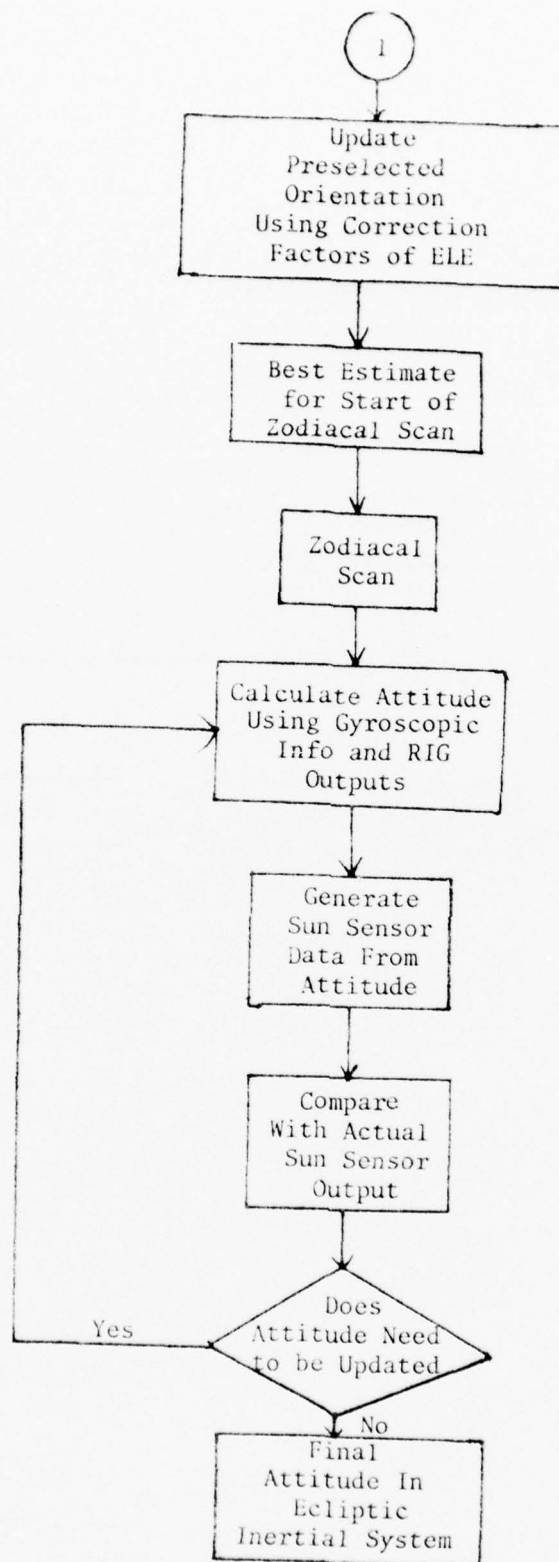 1
Update
Preselected
Orientation
Using Correction
Factors of ELE
Best Estimate
for Start of
Zodiacal Scan
Zodiacal
Scan
Calculate Attitude
Using Gyroscopic
Info and RIG
Outputs
Generate
Sun Sensor
Data From
Attitude
Compare
With Actual
Sun Sensor
Output
Does
Attitude Need
to be Updated
Yes
No
Final
Attitude In
Ecliptic
Inertial System